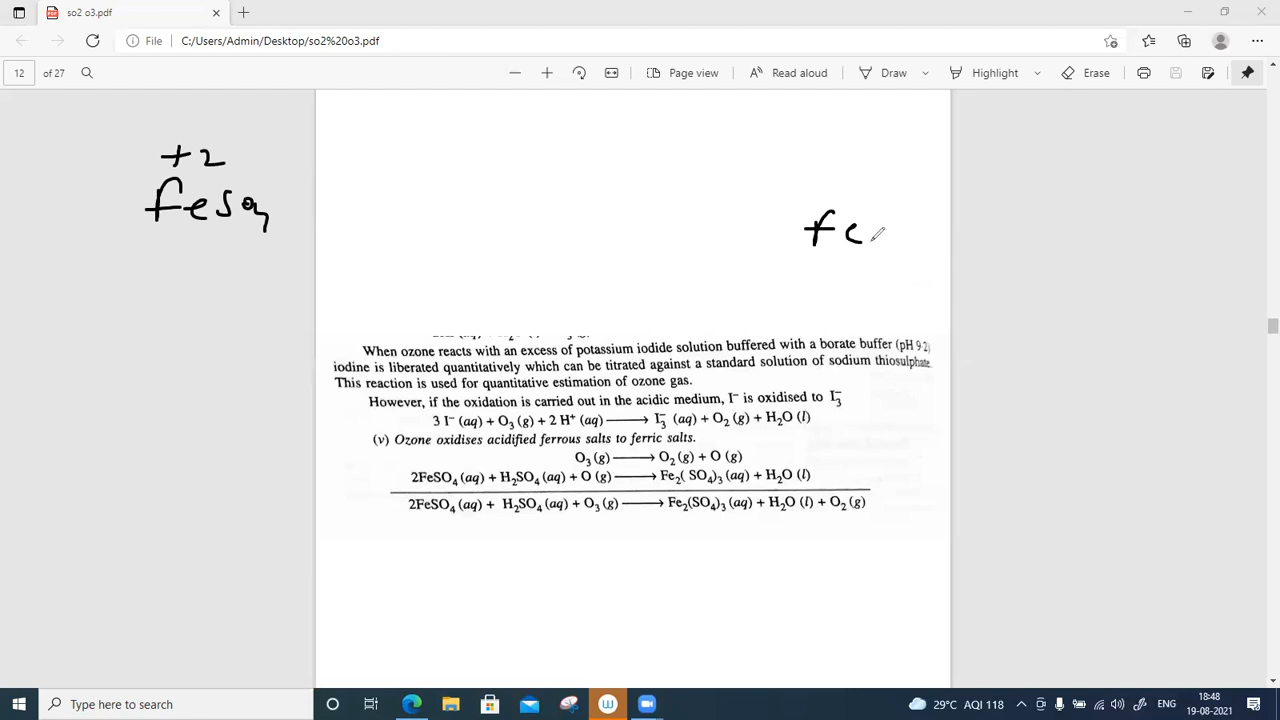 so2 o3.pdf
File
C:/Users/Admin/Desktop/so2%20o3.pdf
12 of 27
Page view
Read aloud
Draw
Highlight
Erase
+2
feSO4
fe
When ozone reacts with an excess of potassium iodide solution buffered with a borate buffer (pH 9.2)
iodine is liberated quantitatively which can be titrated against a standard solution of sodium thiosulphate.
This reaction is used for quantitative estimation of ozone gas.
However, if the oxidation is carried out in the acidic medium, I⁻ is oxidised to I₃⁻
3 I⁻ (aq) + O₃ (g) + 2 H⁺ (aq) ⟶ I₃⁻ (aq) + O₂ (g) + H₂O (l)
(v) Ozone oxidises acidified ferrous salts to ferric salts.
O₃ (g) ⟶ O₂ (g) + O (g)
2FeSO₄ (aq) + H₂SO₄ (aq) + O (g) ⟶ Fe₂( SO₄)₃ (aq) + H₂O (l)
2FeSO₄ (aq) + H₂SO₄ (aq) + O₃ (g) ⟶ Fe₂(SO₄)₃ (aq) + H₂O (l) + O₂ (g)
Type here to search
29°C AQI 118
ENG
18:48
19-08-2021